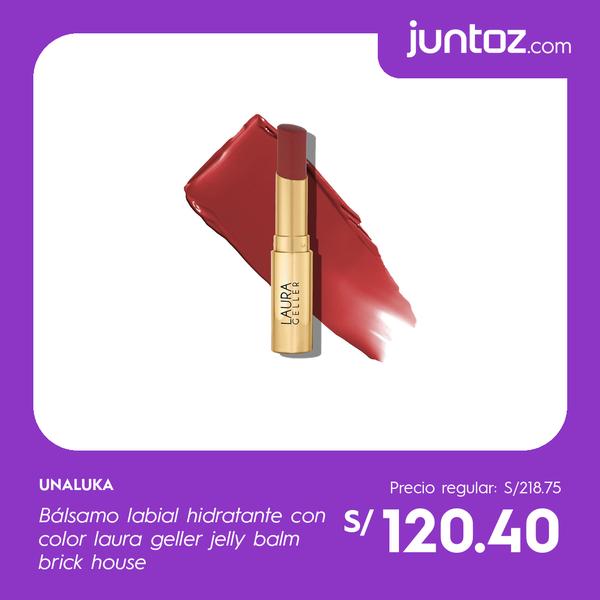 juntoz.com
LAURA
GELLER
UNALUKA
Bálsamo labial hidratante con
color laura geller jelly balm
brick house
Precio regular: S/218.75
S/120.40